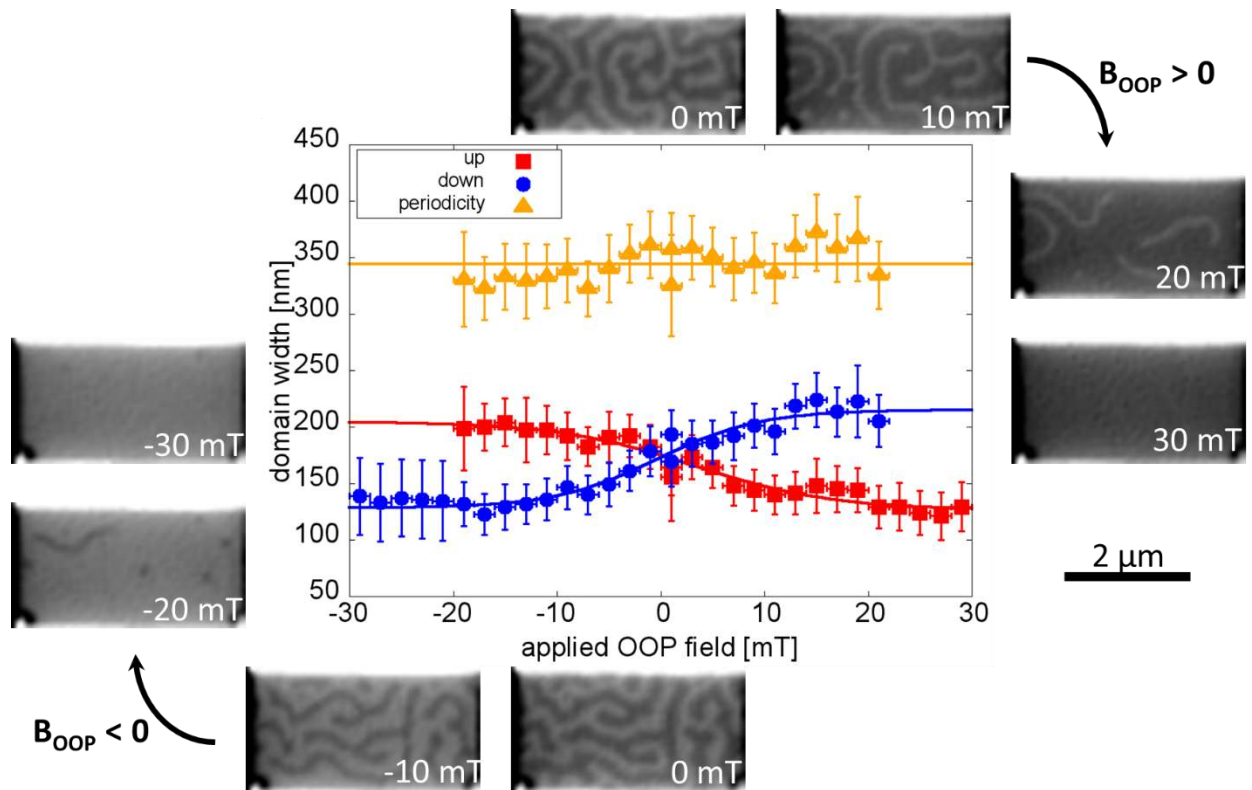 0 mT
10 mT
B_OOP > 0
450
400
350
300
250
200
150
100
50
domain width [nm]
up
down
periodicity
20 mT
30 mT
-30 mT
-20 mT
2 µm
-30 -20 -10 0 10 20 30
applied OOP field [mT]
B_OOP < 0
-10 mT
0 mT